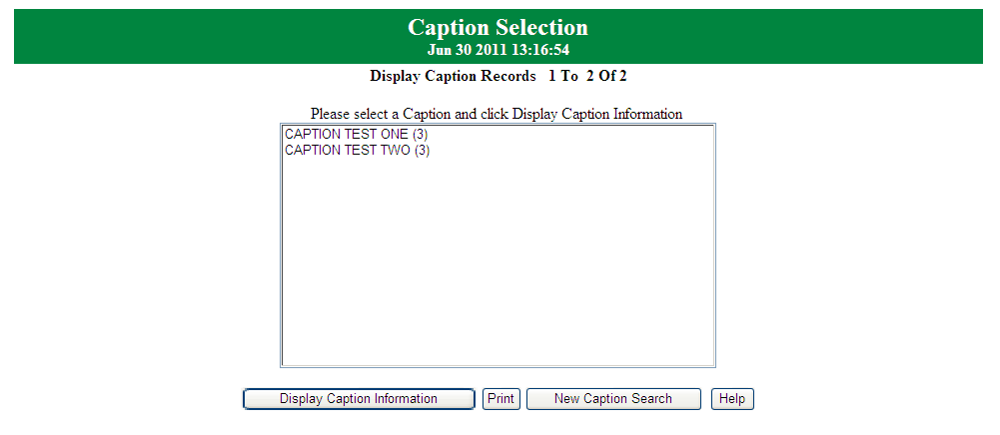 Caption Selection
Jun 30 2011 13:16:54
Display Caption Records 1 To 2 Of 2
Please select a Caption and click Display Caption Information
CAPTION TEST ONE (3)
CAPTION TEST TWO (3)
Display Caption Information Print New Caption Search Help